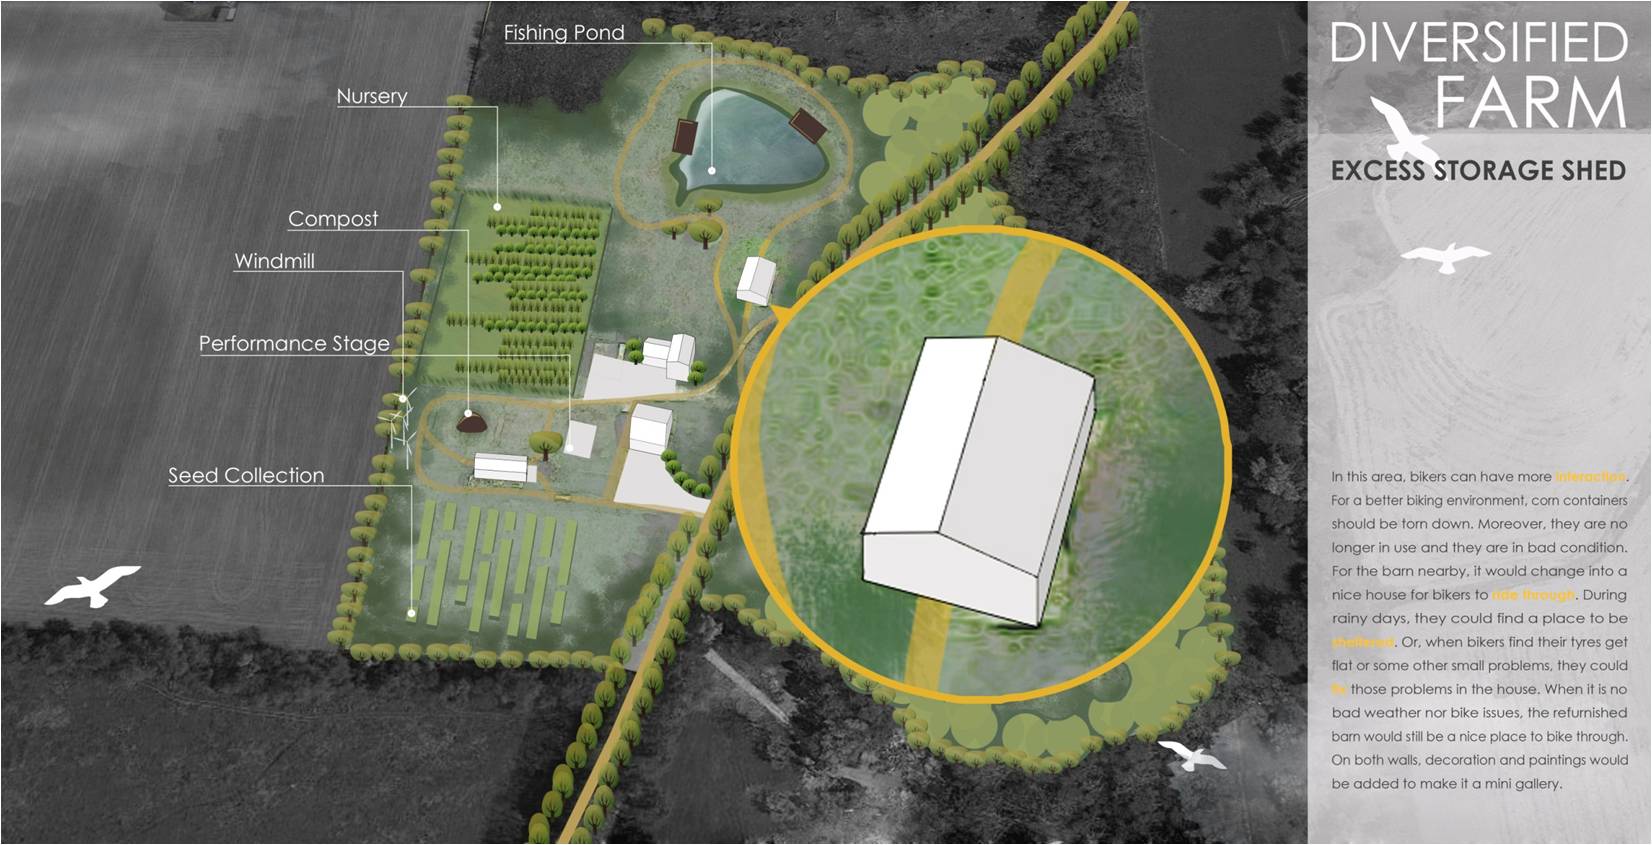 Fishing Pond
Nursery
Compost
Windmill
Performance Stage
Seed Collection
DIVERSIFIED
FARM
EXCESS STORAGE SHED
In this area, bikers can have more interaction.
For a better biking environment, corn containers
should be torn down. Moreover, they are no
longer in use and they are in bad condition.
For the barn nearby, it would change into a
nice house for bikers to ride through. During
rainy days, they could find a place to be
sheltered. Or, when bikers find their tyres get
flat or some other small problems, they could
fix those problems in the house. When it is no
bad weather nor bike issues, the refurnished
barn would still be a nice place to bike through.
On both walls, decoration and paintings would
be added to make it a mini gallery.